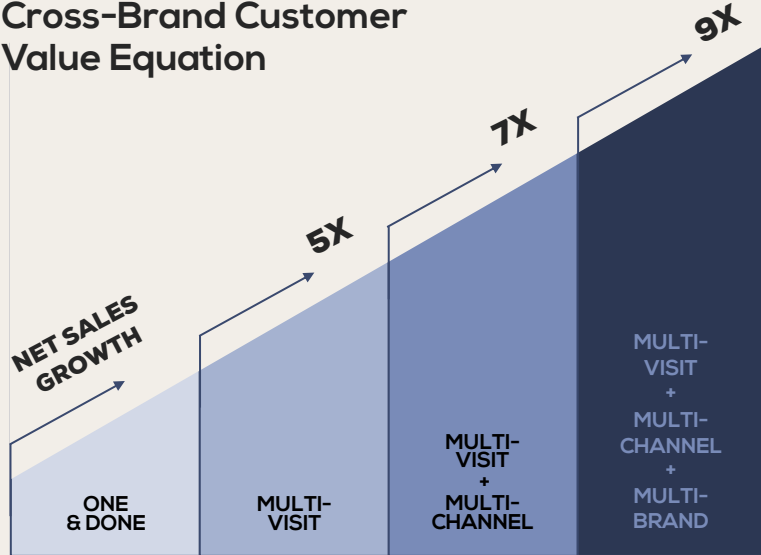 Cross-Brand Customer
Value Equation
NET SALES
GROWTH
5X
7X
9X
ONE
& DONE
MULTI-
VISIT
MULTI-
VISIT
+
MULTI-
CHANNEL
MULTI-
VISIT
+
MULTI-
CHANNEL
+
MULTI-
BRAND